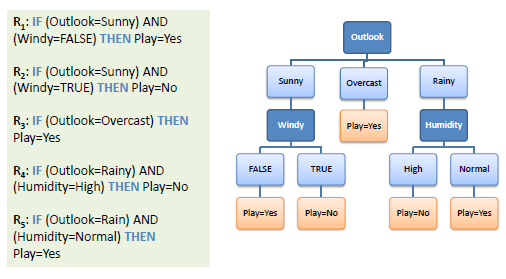 R1: IF (Outlook=Sunny) AND
(Windy=FALSE) THEN Play=Yes
R2: IF (Outlook=Sunny) AND
(Windy=TRUE) THEN Play=No
R3: IF (Outlook=Overcast) THEN
Play=Yes
R4: IF (Outlook=Rainy) AND
(Humidity=High) THEN Play=No
R5: IF (Outlook=Rain) AND
(Humidity=Normal) THEN
Play=Yes
Outlook
Sunny Overcast Rainy
Windy Play=Yes Humidity
FALSE TRUE High Normal
Play=Yes Play=No Play=No Play=Yes